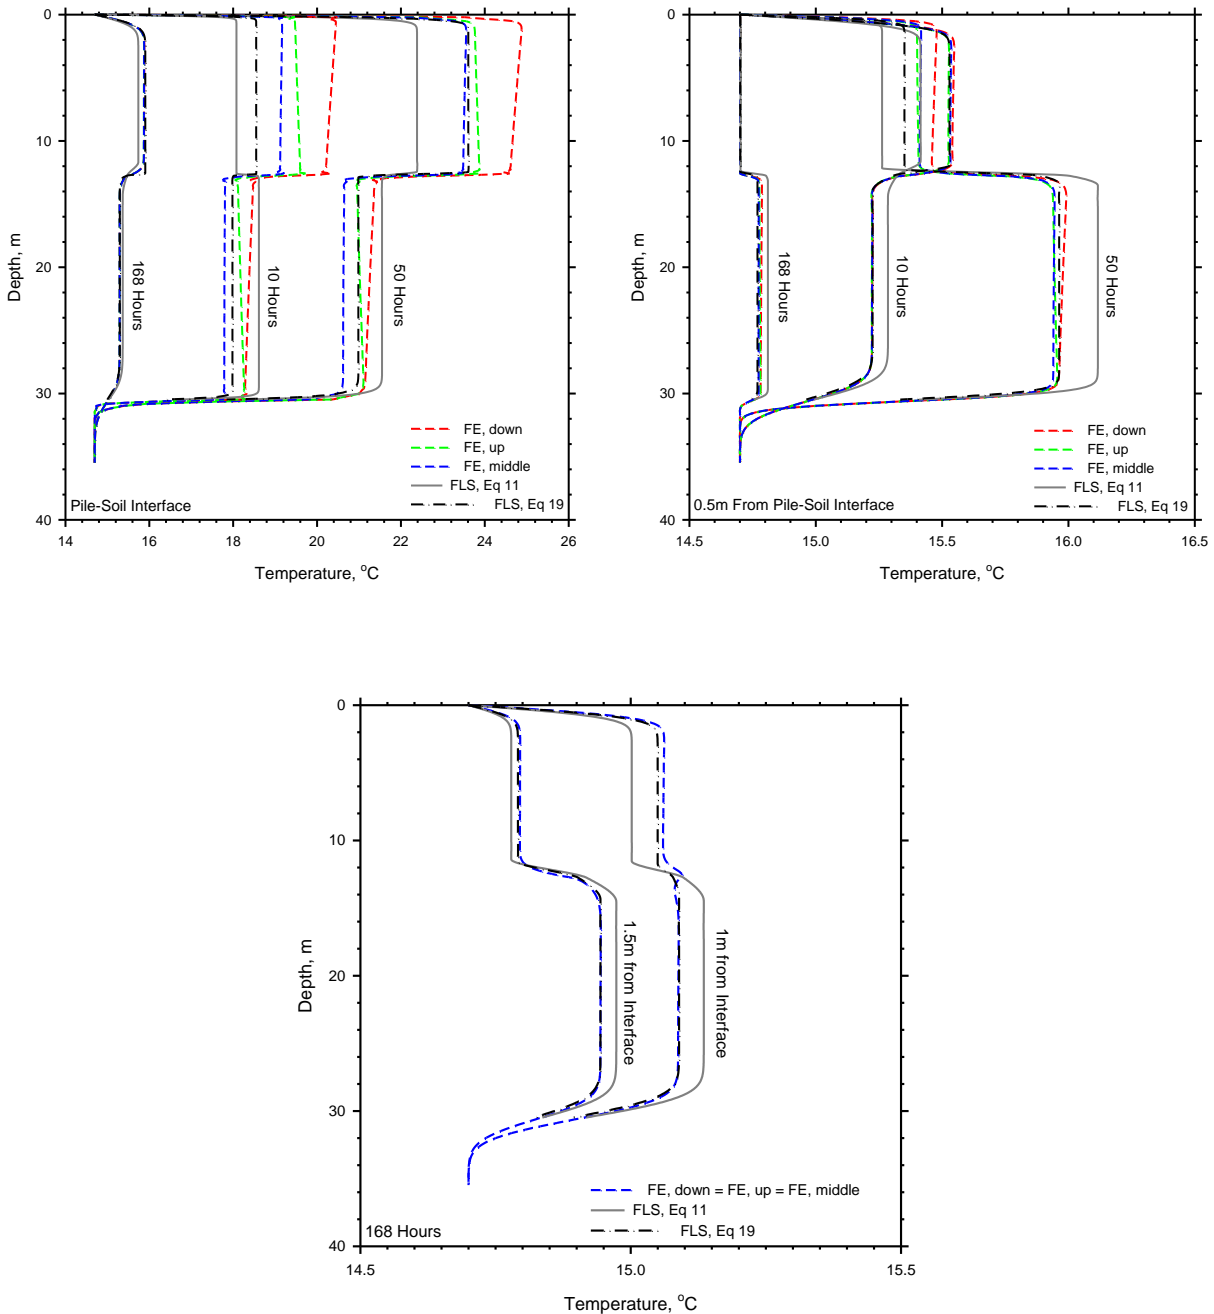 0
10
20
30
40
Depth, m
14
16
18
20
22
24
26
Temperature, °C
168 Hours
10 Hours
50 Hours
FE, down
FE, up
FE, middle
FLS, Eq 11
FLS, Eq 19
Pile-Soil Interface
0
10
20
30
40
Depth, m
14.5
15.0
15.5
16.0
16.5
Temperature, °C
168 Hours
10 Hours
50 Hours
FE, down
FE, up
FE, middle
FLS, Eq 11
FLS, Eq 19
0.5m From Pile-Soil Interface
0
10
20
30
40
Depth, m
14.5
15.0
15.5
Temperature, °C
1.5m from Interface
1m from Interface
FE, down = FE, up = FE, middle
FLS, Eq 11
FLS, Eq 19
168 Hours